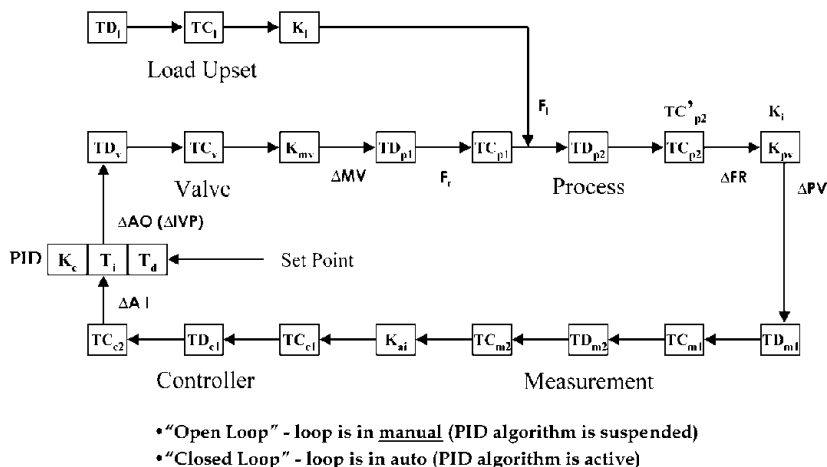 TD_l TC_l K_l
Load Upset
F_l
TC'_p2 K_i
TD_v TC_v K_mv TD_p1 TC_p1 TD_p2 TC_p2 K_pv
Valve ΔMV F_r Process ΔFR ΔPV
ΔAO (ΔIVP)
PID K_c T_i T_d Set Point
ΔA I
TC_c2 TD_c1 TC_c1 K_ai TC_m2 TD_m2 TC_m1 TD_m1
Controller Measurement
•"Open Loop" - loop is in manual (PID algorithm is suspended)
•"Closed Loop" - loop is in auto (PID algorithm is active)